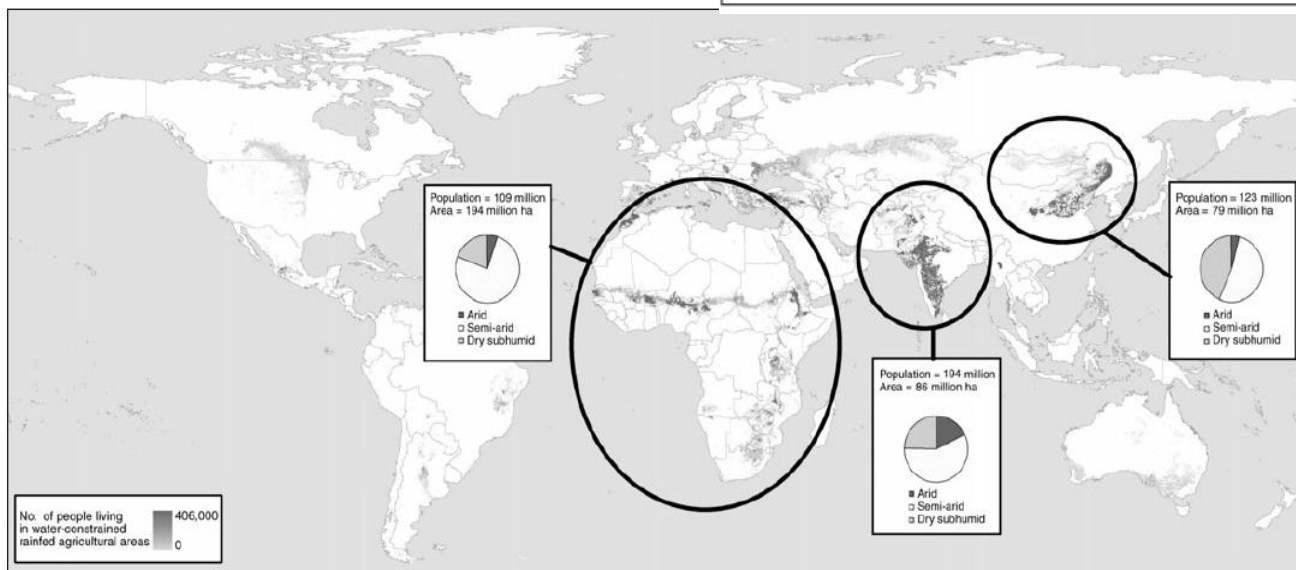 Population = 109 million
Area = 194 million ha
Arid
Semi-arid
Dry subhumid
Population = 194 million
Area = 86 million ha
Arid
Semi-arid
Dry subhumid
Population = 123 million
Area = 79 million ha
Arid
Semi-arid
Dry subhumid
No. of people living
in water-constrained
rainfed agricultural areas
406,000
0